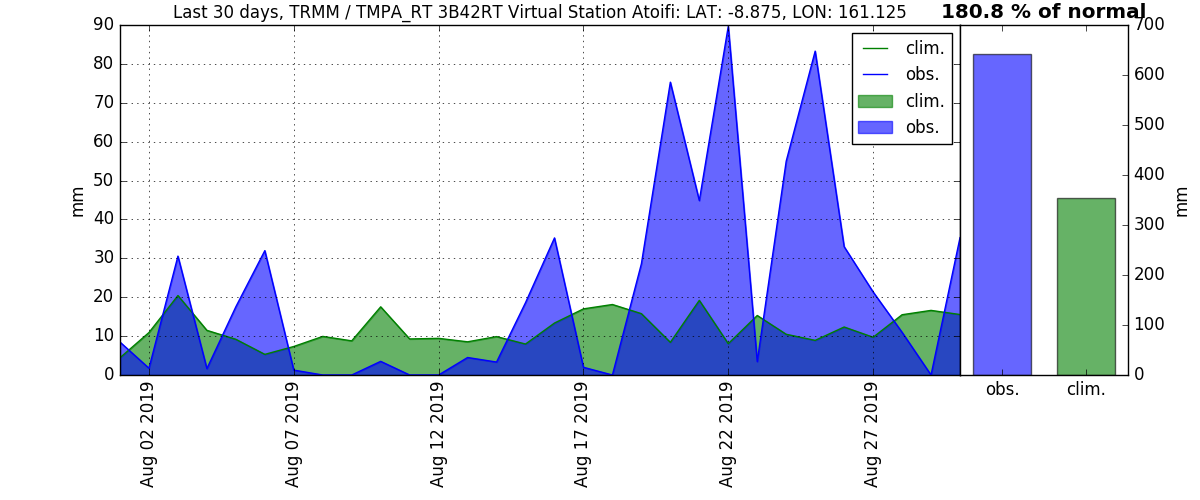 Last 30 days, TRMM / TMPA_RT 3B42RT Virtual Station Atoifi: LAT: -8.875, LON: 161.125
180.8 % of normal
90
80
70
60
50
40
30
20
10
0
mm
clim.
obs.
clim.
obs.
Aug 02 2019
Aug 07 2019
Aug 12 2019
Aug 17 2019
Aug 22 2019
Aug 27 2019
700
600
500
400
300
200
100
0
mm
obs.
clim.